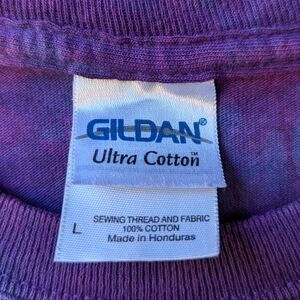 GILDAN®
Ultra Cotton™
L
SEWING THREAD AND FABRIC
100% COTTON
Made in Honduras